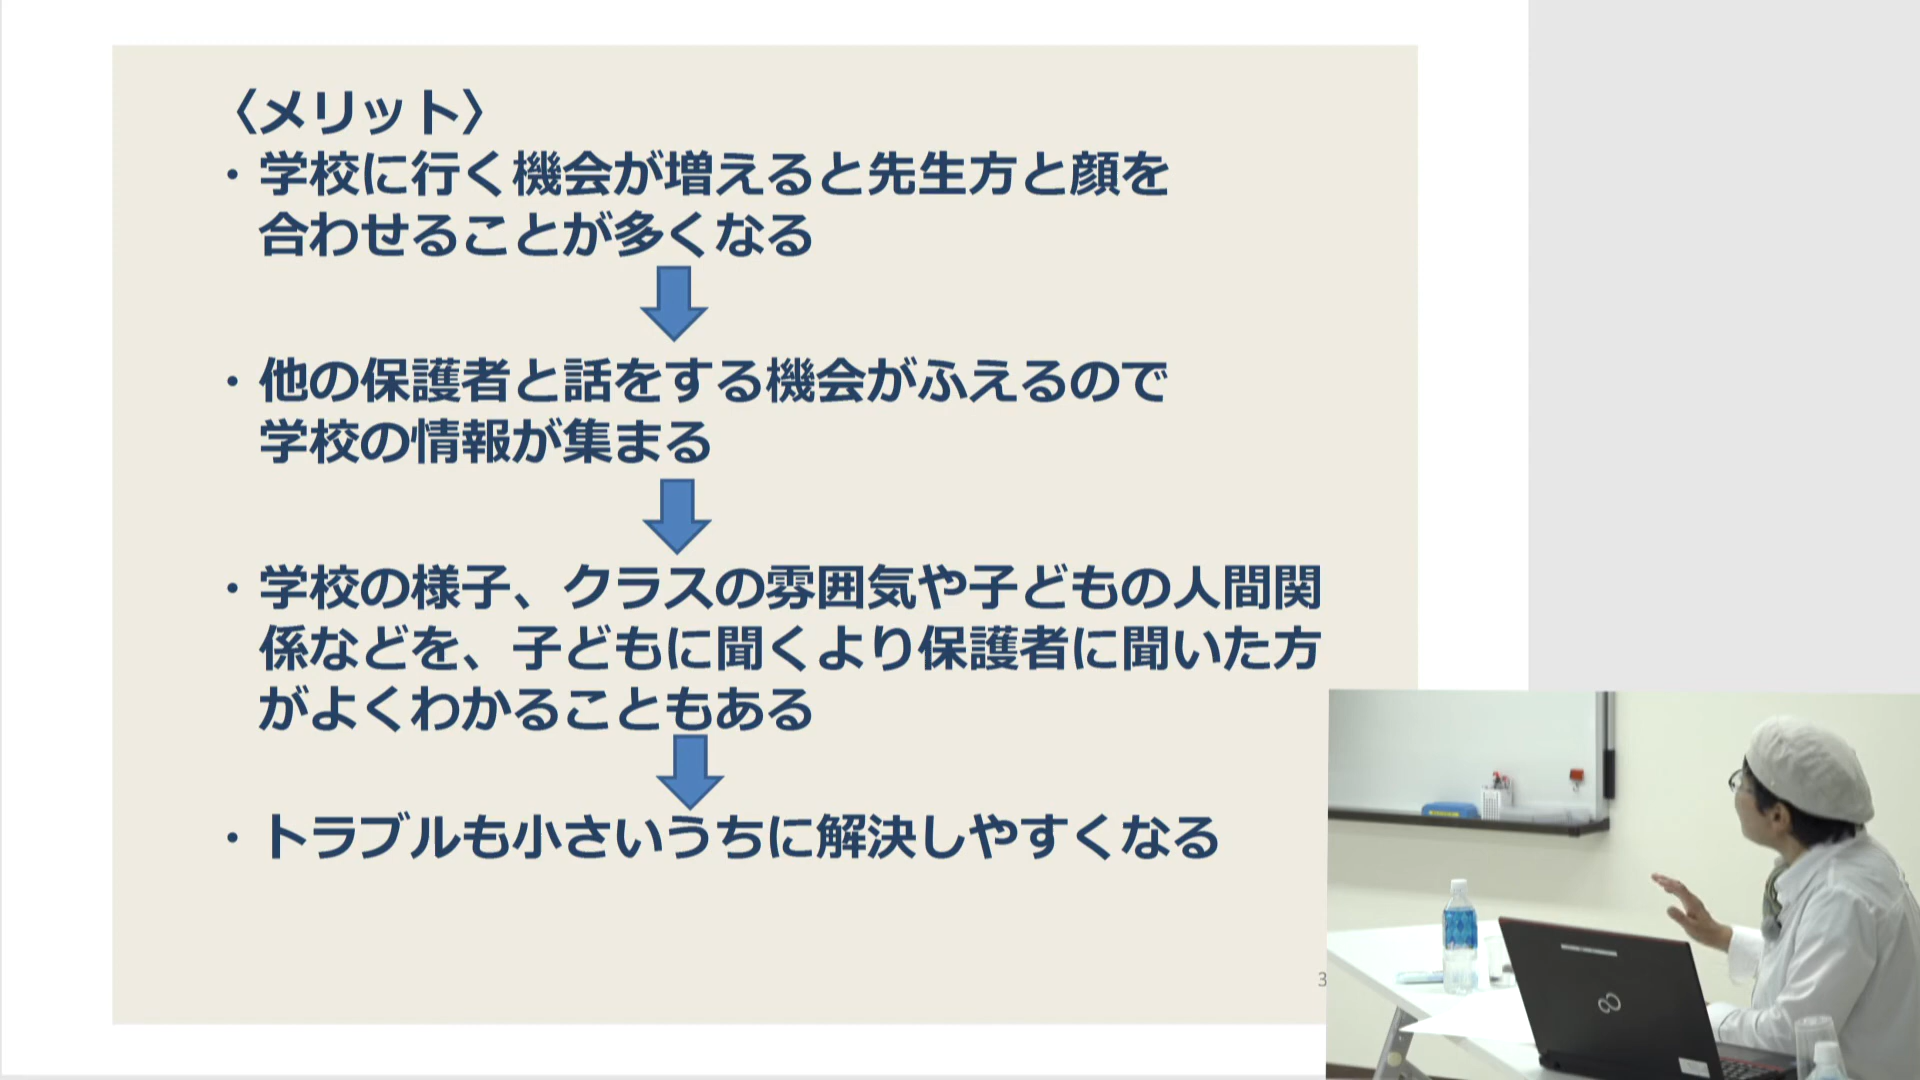 〈メリット〉
・学校に行く機会が増えると先生方と顔を
合わせることが多くなる
・他の保護者と話をする機会がふえるので
学校の情報が集まる
・学校の様子、クラスの雰囲気や子どもの人間関
係などを、子どもに聞くより保護者に聞いた方
がよくわかることもある
・トラブルも小さいうちに解決しやすくなる
3